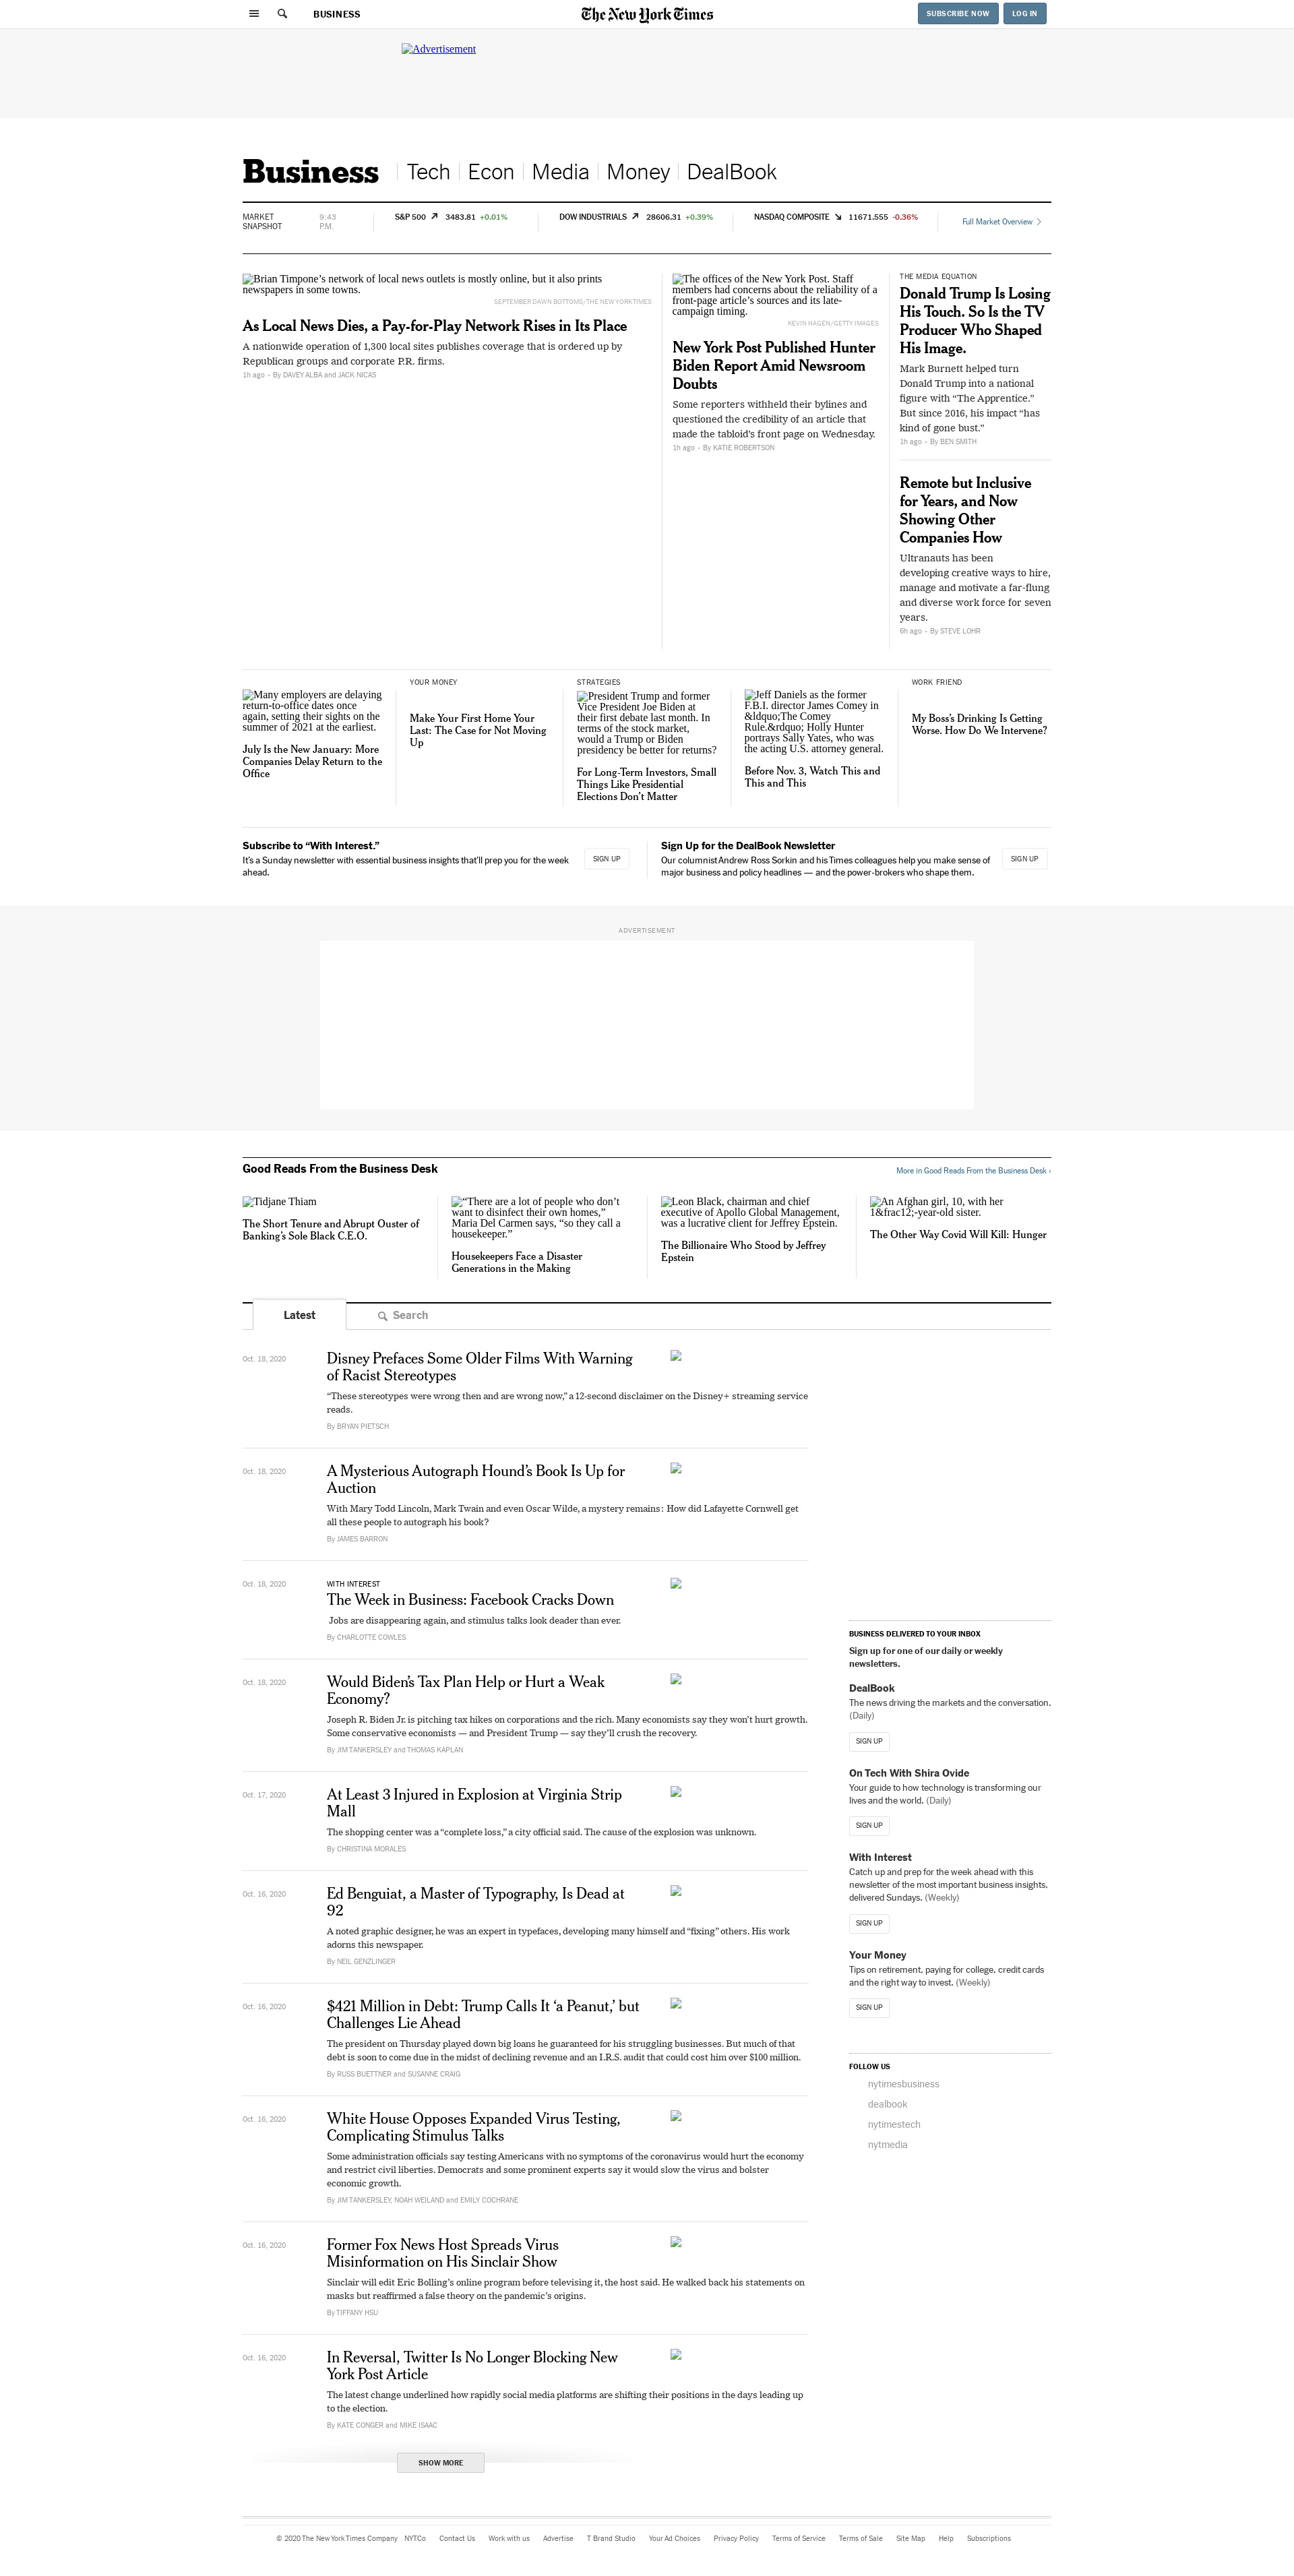 BUSINESS
The New York Times
SUBSCRIBE NOW
LOG IN
Advertisement
Business
Tech
Econ
Media
Money
DealBook
MARKET
SNAPSHOT
9:43
P.M.
S&P 500 3483.81 +0.01%
DOW INDUSTRIALS 28606.31 +0.39%
NASDAQ COMPOSITE 11671.555 -0.36%
Full Market Overview
Brian Timpone’s network of local news outlets is mostly online, but it also prints
newspapers in some towns.
SEPTEMBER DAWN BOTTOMS/THE NEW YORK TIMES
As Local News Dies, a Pay-for-Play Network Rises in Its Place
A nationwide operation of 1,300 local sites publishes coverage that is ordered up by
Republican groups and corporate P.R. firms.
1h ago - By DAVEY ALBA and JACK NICAS
The offices of the New York Post. Staff
members had concerns about the reliability of a
front-page article’s sources and its late-
campaign timing.
KEVIN HAGEN/GETTY IMAGES
New York Post Published Hunter
Biden Report Amid Newsroom
Doubts
Some reporters withheld their bylines and
questioned the credibility of an article that
made the tabloid’s front page on Wednesday.
1h ago - By KATIE ROBERTSON
THE MEDIA EQUATION
Donald Trump Is Losing
His Touch. So Is the TV
Producer Who Shaped
His Image.
Mark Burnett helped turn
Donald Trump into a national
figure with “The Apprentice.”
But since 2016, his impact “has
kind of gone bust.”
1h ago - By BEN SMITH
Remote but Inclusive
for Years, and Now
Showing Other
Companies How
Ultranauts has been
developing creative ways to hire,
manage and motivate a far-flung
and diverse work force for seven
years.
6h ago - By STEVE LOHR
Many employers are delaying
return-to-office dates once
again, setting their sights on the
summer of 2021 at the earliest.
July Is the New January: More
Companies Delay Return to the
Office
YOUR MONEY
Make Your First Home Your
Last: The Case for Not Moving
Up
STRATEGIES
President Trump and former
Vice President Joe Biden at
their first debate last month. In
terms of the stock market,
would a Trump or Biden
presidency be better for returns?
For Long-Term Investors, Small
Things Like Presidential
Elections Don’t Matter
Jeff Daniels as the former
F.B.I. director James Comey in
&ldquo;The Comey
Rule.&rdquo; Holly Hunter
portrays Sally Yates, who was
the acting U.S. attorney general.
Before Nov. 3, Watch This and
This and This
WORK FRIEND
My Boss’s Drinking Is Getting
Worse. How Do We Intervene?
Subscribe to “With Interest.”
It’s a Sunday newsletter with essential business insights that’ll prep you for the week
ahead.
SIGN UP
Sign Up for the DealBook Newsletter
Our columnist Andrew Ross Sorkin and his Times colleagues help you make sense of
major business and policy headlines — and the power-brokers who shape them.
SIGN UP
ADVERTISEMENT
Good Reads From the Business Desk
More in Good Reads From the Business Desk ›
Tidjane Thiam
The Short Tenure and Abrupt Ouster of
Banking’s Sole Black C.E.O.
“There are a lot of people who don’t
want to disinfect their own homes,”
Maria Del Carmen says, “so they call a
housekeeper.”
Housekeepers Face a Disaster
Generations in the Making
Leon Black, chairman and chief
executive of Apollo Global Management,
was a lucrative client for Jeffrey Epstein.
The Billionaire Who Stood by Jeffrey
Epstein
An Afghan girl, 10, with her
1&frac12;-year-old sister.
The Other Way Covid Will Kill: Hunger
Latest
Search
Oct. 18, 2020
Disney Prefaces Some Older Films With Warning
of Racist Stereotypes
“These stereotypes were wrong then and are wrong now,” a 12-second disclaimer on the Disney+ streaming service
reads.
By BRYAN PIETSCH
Oct. 18, 2020
A Mysterious Autograph Hound’s Book Is Up for
Auction
With Mary Todd Lincoln, Mark Twain and even Oscar Wilde, a mystery remains: How did Lafayette Cornwell get
all these people to autograph his book?
By JAMES BARRON
Oct. 18, 2020
WITH INTEREST
The Week in Business: Facebook Cracks Down
Jobs are disappearing again, and stimulus talks look deader than ever.
By CHARLOTTE COWLES
Oct. 18, 2020
Would Biden’s Tax Plan Help or Hurt a Weak
Economy?
Joseph R. Biden Jr. is pitching tax hikes on corporations and the rich. Many economists say they won’t hurt growth.
Some conservative economists — and President Trump — say they’ll crush the recovery.
By JIM TANKERSLEY and THOMAS KAPLAN
Oct. 17, 2020
At Least 3 Injured in Explosion at Virginia Strip
Mall
The shopping center was a “complete loss,” a city official said. The cause of the explosion was unknown.
By CHRISTINA MORALES
Oct. 16, 2020
Ed Benguiat, a Master of Typography, Is Dead at
92
A noted graphic designer, he was an expert in typefaces, developing many himself and “fixing” others. His work
adorns this newspaper.
By NEIL GENZLINGER
Oct. 16, 2020
$421 Million in Debt: Trump Calls It ‘a Peanut,’ but
Challenges Lie Ahead
The president on Thursday played down big loans he guaranteed for his struggling businesses. But much of that
debt is soon to come due in the midst of declining revenue and an I.R.S. audit that could cost him over $100 million.
By RUSS BUETTNER and SUSANNE CRAIG
Oct. 16, 2020
White House Opposes Expanded Virus Testing,
Complicating Stimulus Talks
Some administration officials say testing Americans with no symptoms of the coronavirus would hurt the economy
and restrict civil liberties. Democrats and some prominent experts say it would slow the virus and bolster
economic growth.
By JIM TANKERSLEY, NOAH WEILAND and EMILY COCHRANE
Oct. 16, 2020
Former Fox News Host Spreads Virus
Misinformation on His Sinclair Show
Sinclair will edit Eric Bolling’s online program before televising it, the host said. He walked back his statements on
masks but reaffirmed a false theory on the pandemic’s origins.
By TIFFANY HSU
Oct. 16, 2020
In Reversal, Twitter Is No Longer Blocking New
York Post Article
The latest change underlined how rapidly social media platforms are shifting their positions in the days leading up
to the election.
By KATE CONGER and MIKE ISAAC
SHOW MORE
BUSINESS DELIVERED TO YOUR INBOX
Sign up for one of our daily or weekly
newsletters.
DealBook
The news driving the markets and the conversation.
(Daily)
SIGN UP
On Tech With Shira Ovide
Your guide to how technology is transforming our
lives and the world. (Daily)
SIGN UP
With Interest
Catch up and prep for the week ahead with this
newsletter of the most important business insights,
delivered Sundays. (Weekly)
SIGN UP
Your Money
Tips on retirement, paying for college, credit cards
and the right way to invest. (Weekly)
SIGN UP
FOLLOW US
nytimesbusiness
dealbook
nytimestech
nytmedia
© 2020 The New York Times Company NYTCo Contact Us Work with us Advertise T Brand Studio Your Ad Choices Privacy Policy Terms of Service Terms of Sale Site Map Help Subscriptions